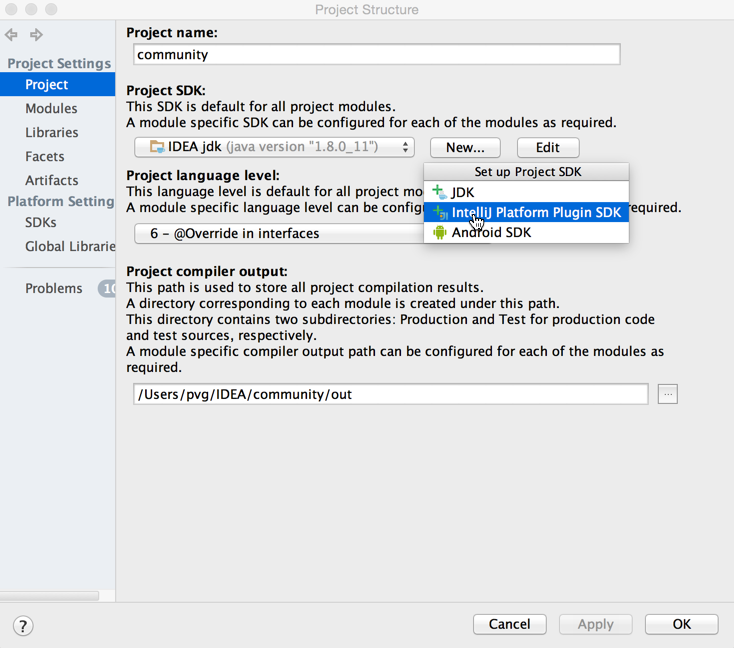 Project Structure
Project Settings
Project
Modules
Libraries
Facets
Artifacts
Platform Setting
SDKs
Global Librarie
Problems
Project name:
community
Project SDK:
This SDK is default for all project modules.
A module specific SDK can be configured for each of the modules as required.
IDEA jdk (java version "1.8.0_11")
New...
Edit
Set up Project SDK
JDK
IntelliJ Platform Plugin SDK
Android SDK
Project language level:
This language level is default for all project mo
A module specific language level can be config required.
6 – @Override in interfaces
Project compiler output:
This path is used to store all project compilation results.
A directory corresponding to each module is created under this path.
This directory contains two subdirectories: Production and Test for production code
and test sources, respectively.
A module specific compiler output path can be configured for each of the modules as
required.
/Users/pvg/IDEA/community/out
...
?
Cancel
Apply
OK